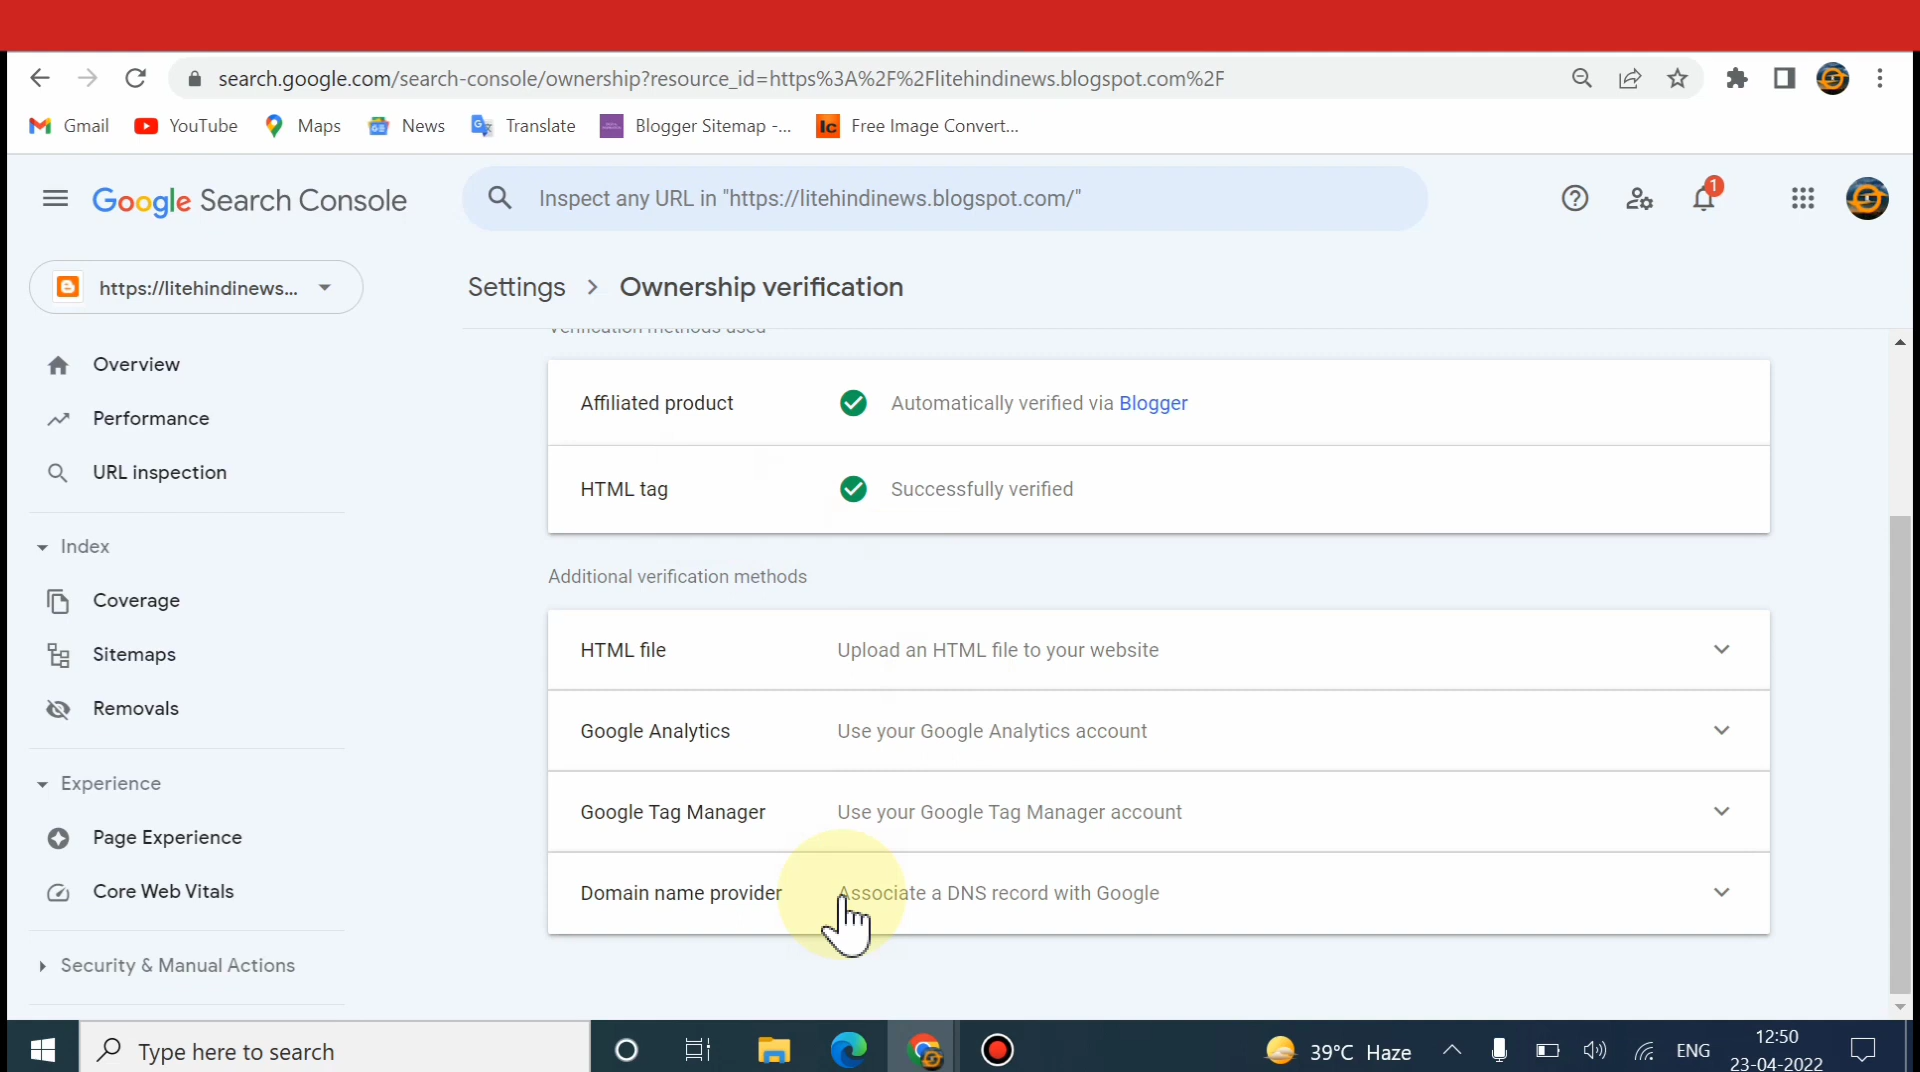 search.google.com/search-console/ownership?resource_id=https%3A%2F%2Flitehindinews.blogspot.com%2F
Gmail YouTube Maps News Translate Blogger Sitemap -... Ic Free Image Convert...
Google Search Console Inspect any URL in "https://litehindinews.blogspot.com/" 1
https://litehindinews... Settings > Ownership verification
Verification methods used
Overview
Affiliated product Automatically verified via Blogger
Performance
URL inspection
HTML tag Successfully verified
Index
Additional verification methods
Coverage
HTML file Upload an HTML file to your website
Sitemaps
Removals
Google Analytics Use your Google Analytics account
Experience
Google Tag Manager Use your Google Tag Manager account
Page Experience
Core Web Vitals
Domain name provider Associate a DNS record with Google
Security & Manual Actions
Type here to search 39°C Haze ENG 12:50
23-04-2022